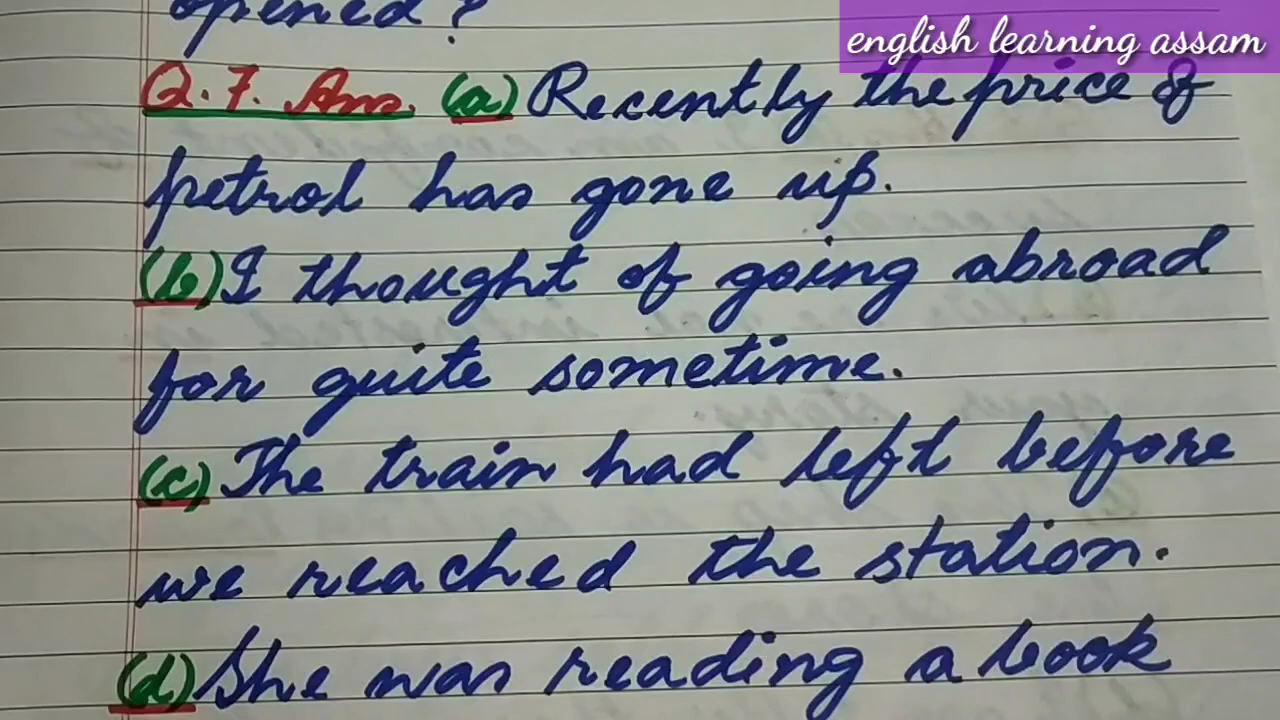 opened?
english learning assam
Q.7. Ans. (a) Recently the price of
petrol has gone up.
(b) I thought of going abroad
for quite sometime.
(c) The train had left before
we reached the station.
(d) She was reading a book